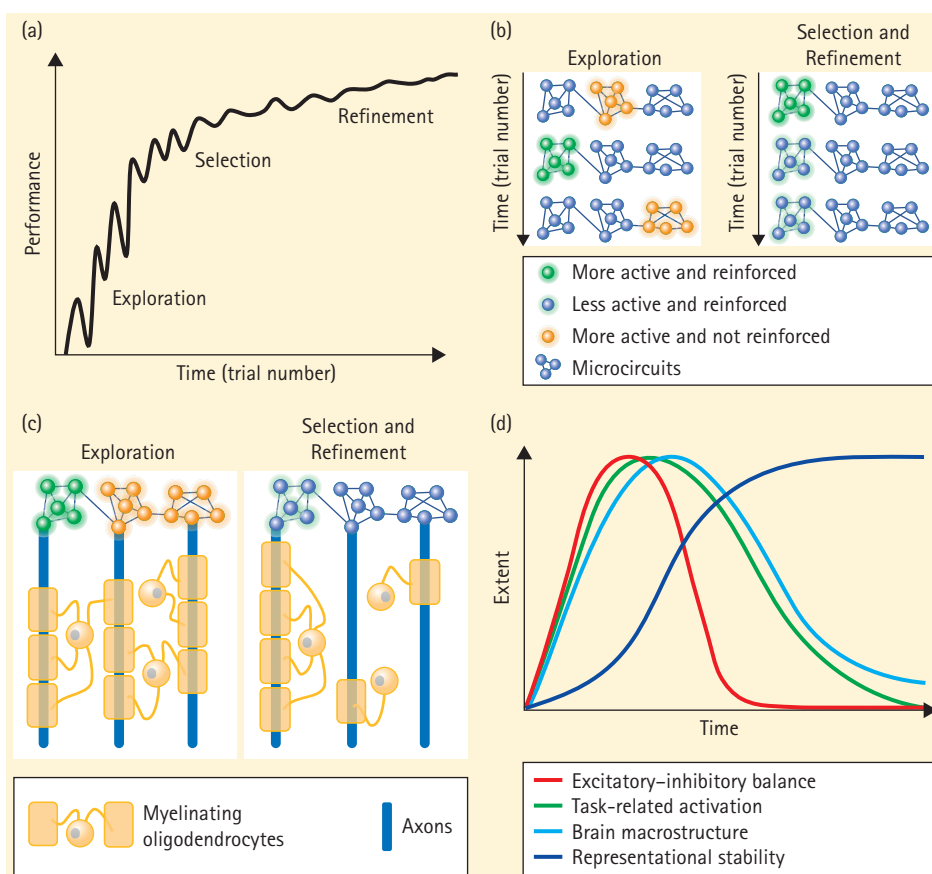 (a)
Performance
Exploration
Selection
Refinement
Time (trial number)
(b)
Exploration
Selection and
Refinement
Time (trial number)
Time (trial number)
More active and reinforced
Less active and reinforced
More active and not reinforced
Microcircuits
(c)
Exploration
Selection and
Refinement
Myelinating
oligodendrocytes
Axons
(d)
Extent
Time
Excitatory–inhibitory balance
Task-related activation
Brain macrostructure
Representational stability